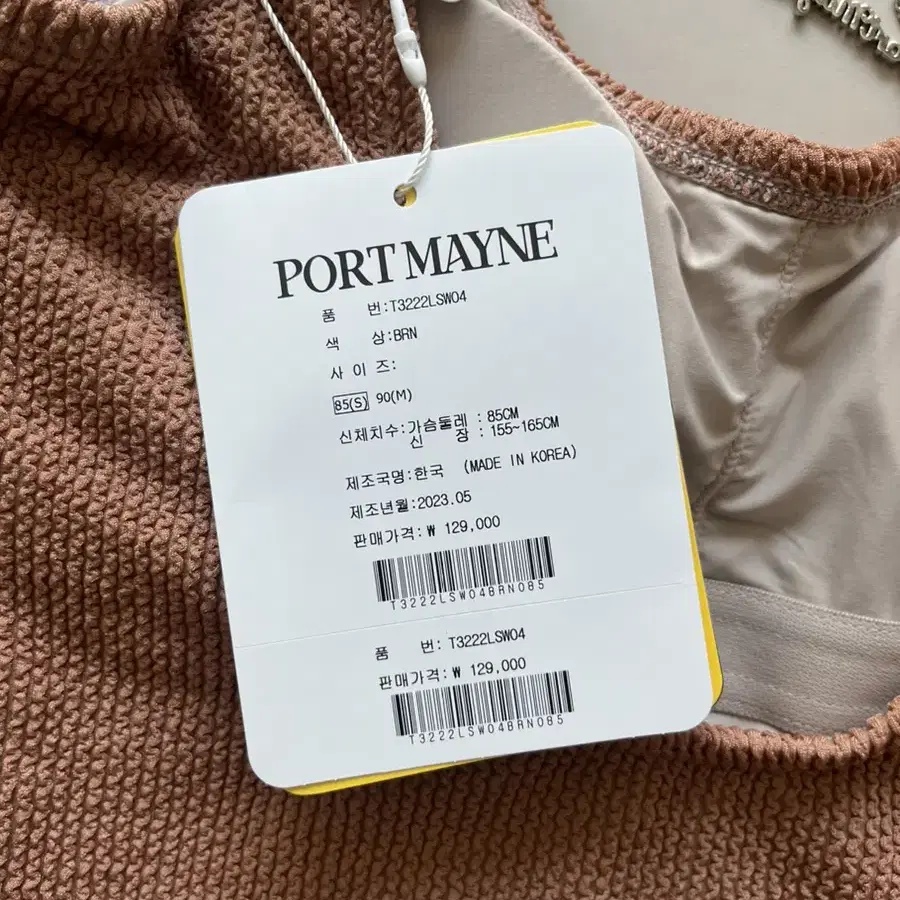 PORT MAYNE
품 번:T3222LSW04
색 상:BRN
사 이 즈:
85(S) 90(M)
신체치수:가슴둘레 : 85CM
신 장 : 155~165CM
제조국명:한국 (MADE IN KOREA)
제조년월:2023.05
판매가격:₩ 129,000
T3222LSW04BRN085
품 번: T3222LSW04
판매가격:₩ 129,000
T3222LSW04BRN085